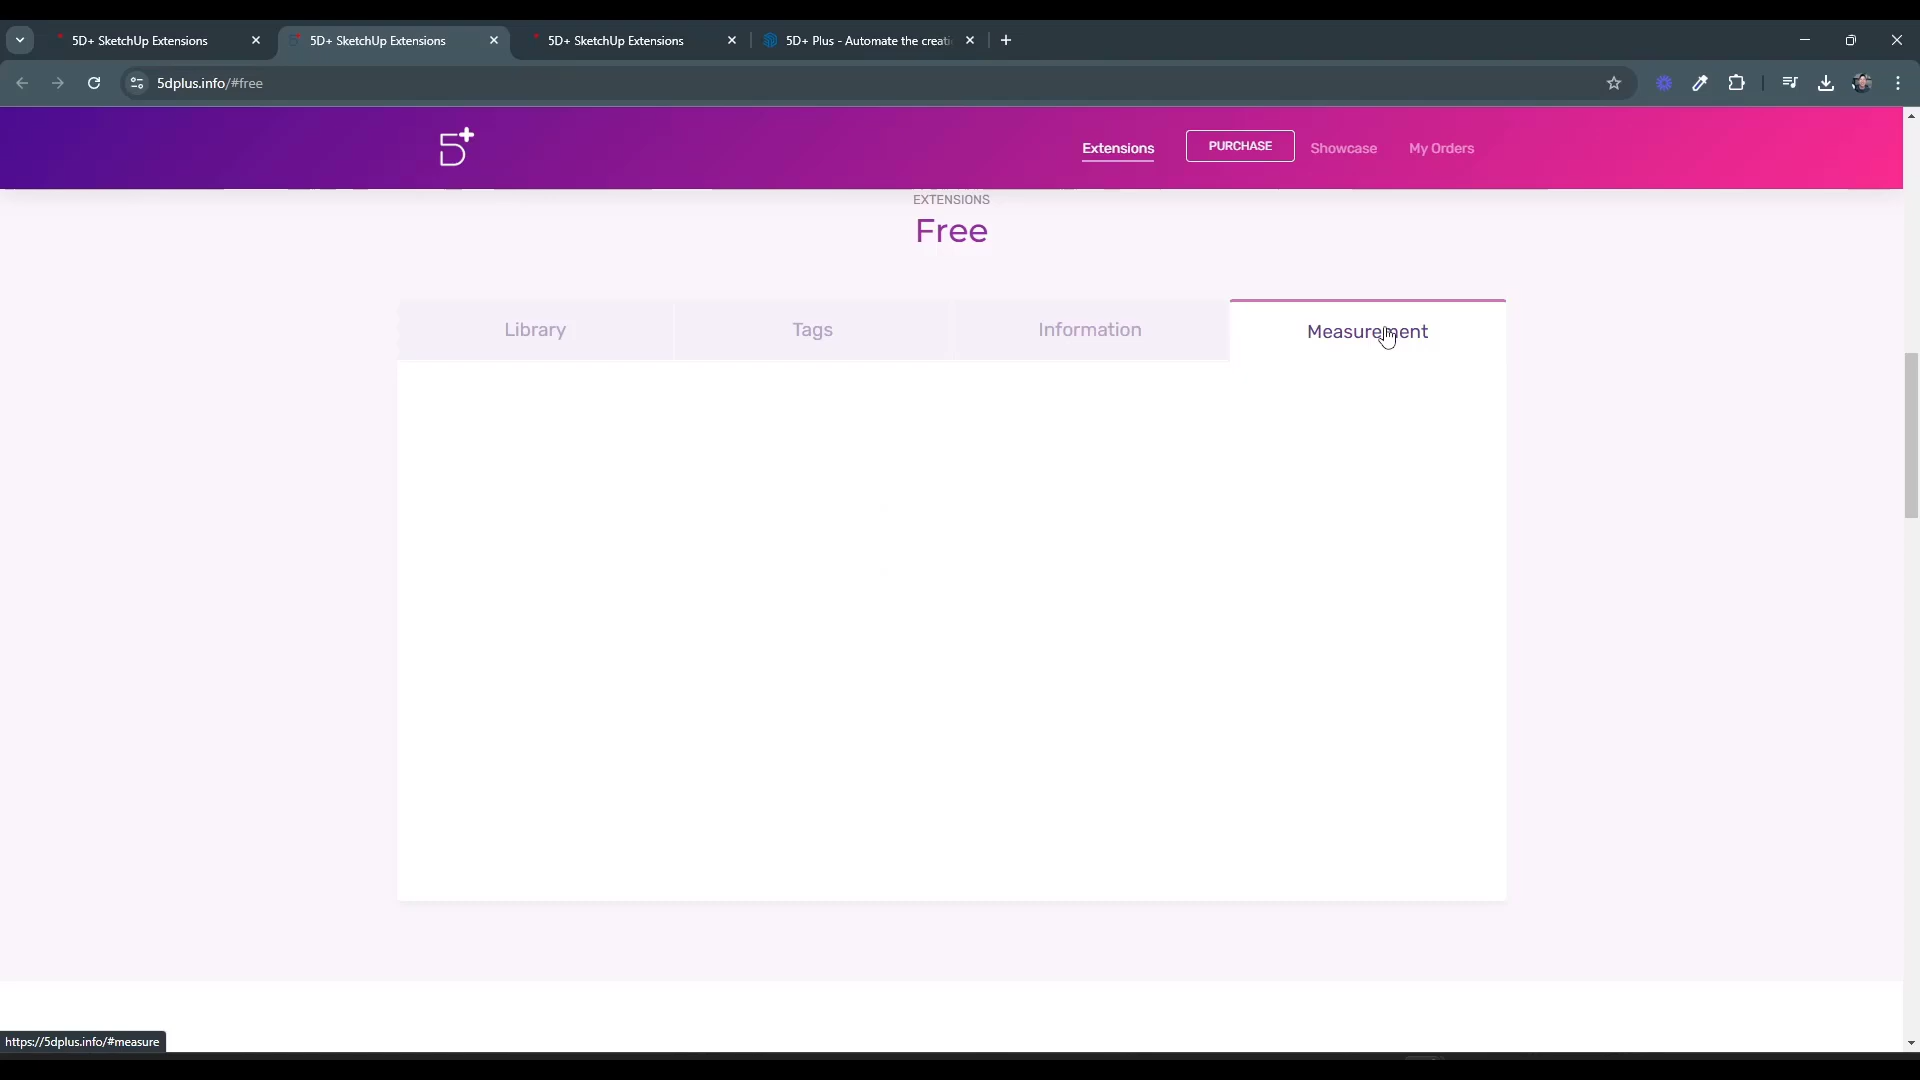 5D+ SketchUp Extensions
5D+ SketchUp Extensions
5D+ SketchUp Extensions
5D+ Plus - Automate the creati
5dplus.info/#free
5+
Extensions
PURCHASE
Showcase
My Orders
EXTENSIONS
Free
Library
Tags
Information
Measurement
https://5dplus.info/#measure